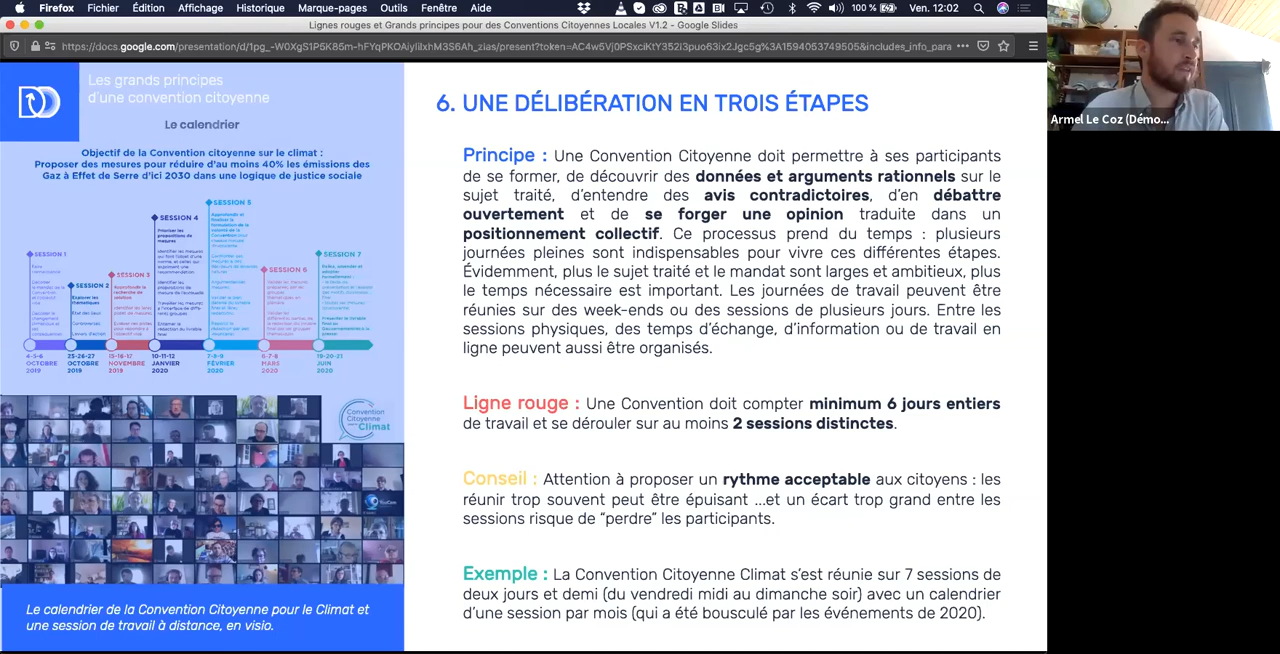 Firefox Fichier Édition Affichage Historique Marque-pages Outils Fenêtre Aide 100 % Ven. 12:02
Lignes rouges et Grands principes pour des Conventions Citoyennes Locales V1.2 - Google Slides
Armel Le Coz (Démo...
Les grands principes
d'une convention citoyenne
Le calendrier
Objectif de la Convention citoyenne sur le climat :
Proposer des mesures pour réduire d'au moins 40% les émissions des
Gaz à Effet de Serre d'ici 2030 dans une logique de justice sociale
SESSION 1
SESSION 2
SESSION 3
SESSION 4
SESSION 5
SESSION 6
SESSION 7
4-5-6
OCTOBRE
2019
25-26-27
OCTOBRE
2019
15-16-17
NOVEMBRE
2019
10-11-12
JANVIER
2020
7-8-9
FÉVRIER
2020
6-7-8
MARS
2020
19-20-21
JUIN
2020
Convention
Citoyenne
Climat
Le calendrier de la Convention Citoyenne pour le Climat et
une session de travail à distance, en visio.
6. UNE DÉLIBÉRATION EN TROIS ÉTAPES
Principe : Une Convention Citoyenne doit permettre à ses participants
de se former, de découvrir des données et arguments rationnels sur le
sujet traité, d'entendre des avis contradictoires, d'en débattre
ouvertement et de se forger une opinion traduite dans un
positionnement collectif. Ce processus prend du temps : plusieurs
journées pleines sont indispensables pour vivre ces différentes étapes.
Évidemment, plus le sujet traité et le mandat sont larges et ambitieux, plus
le temps nécessaire est important. Les journées de travail peuvent être
réunies sur des week-ends ou des sessions de plusieurs jours. Entre les
sessions physiques, des temps d'échange, d'information ou de travail en
ligne peuvent aussi être organisés.
Ligne rouge : Une Convention doit compter minimum 6 jours entiers
de travail et se dérouler sur au moins 2 sessions distinctes.
Conseil : Attention à proposer un rythme acceptable aux citoyens : les
réunir trop souvent peut être épuisant ...et un écart trop grand entre les
sessions risque de “perdre” les participants.
Exemple : La Convention Citoyenne Climat s'est réunie sur 7 sessions de
deux jours et demi (du vendredi midi au dimanche soir) avec un calendrier
d'une session par mois (qui a été bousculé par les événements de 2020).